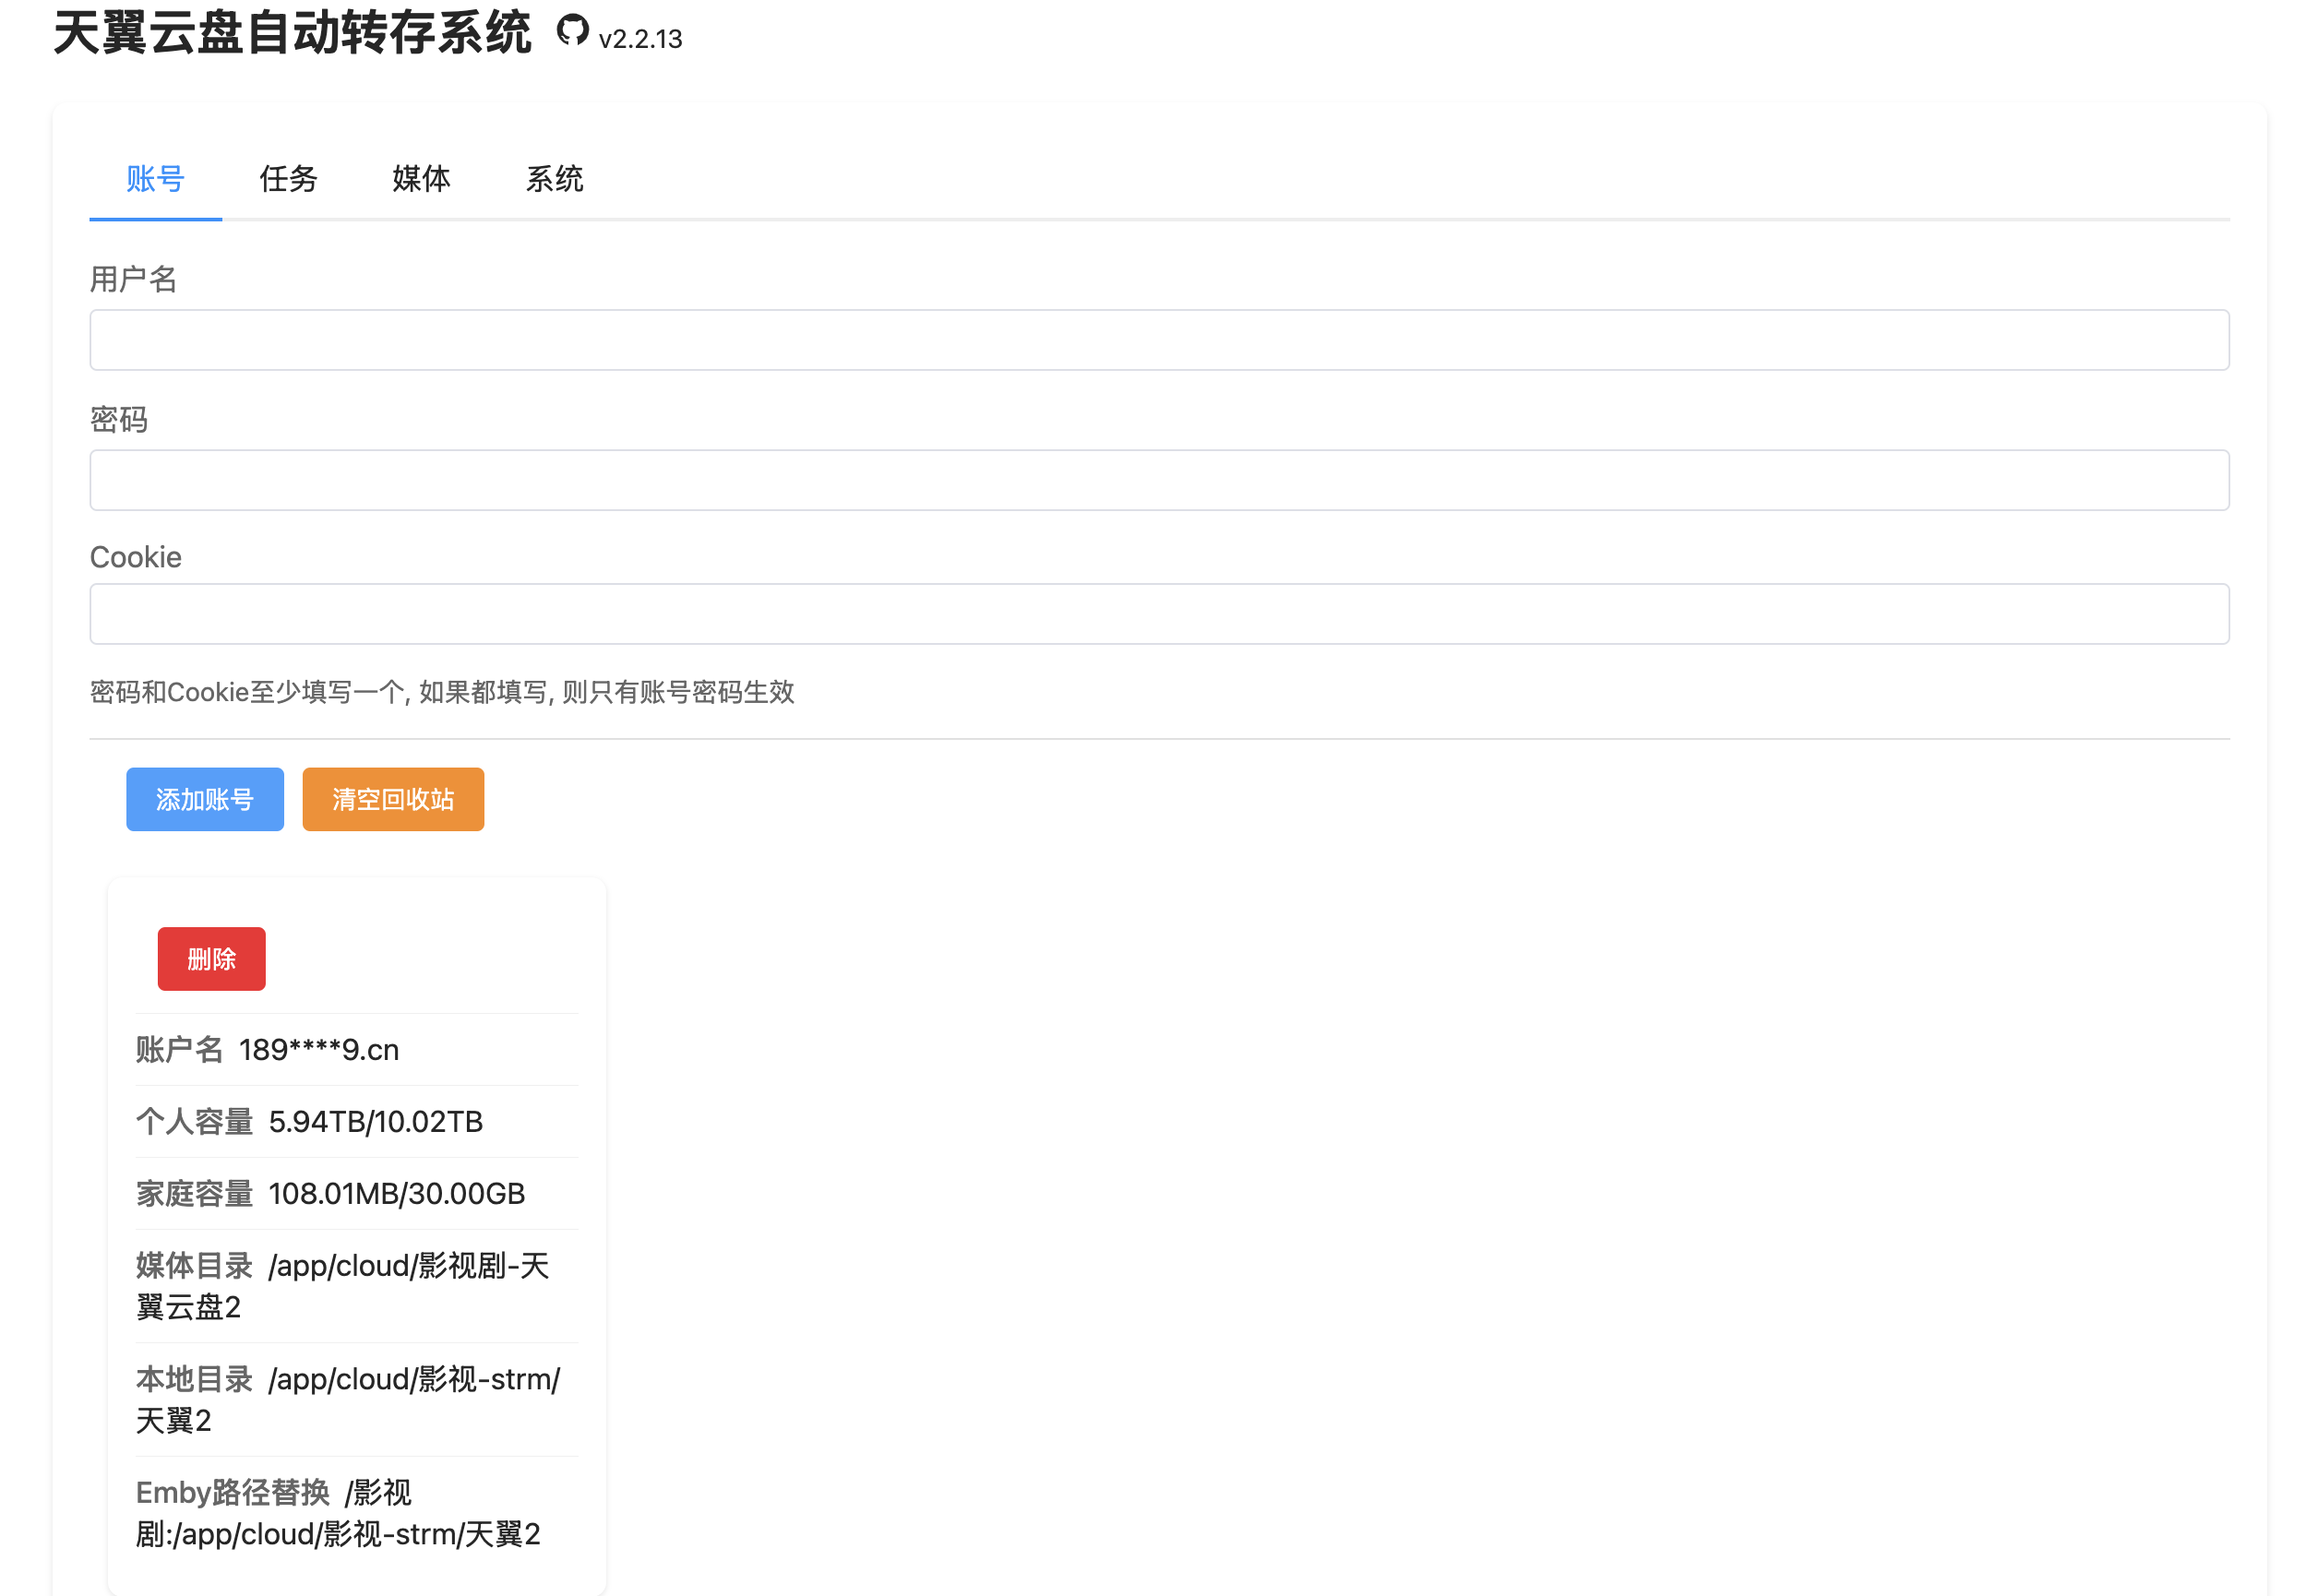 天翼云盘自动转存系统 v2.2.13
账号 任务 媒体 系统
用户名
密码
Cookie
密码和Cookie至少填写一个, 如果都填写, 则只有账号密码生效
添加账号 清空回收站
删除
账户名 189****9.cn
个人容量 5.94TB/10.02TB
家庭容量 108.01MB/30.00GB
媒体目录 /app/cloud/影视剧-天
翼云盘2
本地目录 /app/cloud/影视-strm/
天翼2
Emby路径替换 /影视
剧:/app/cloud/影视-strm/天翼2